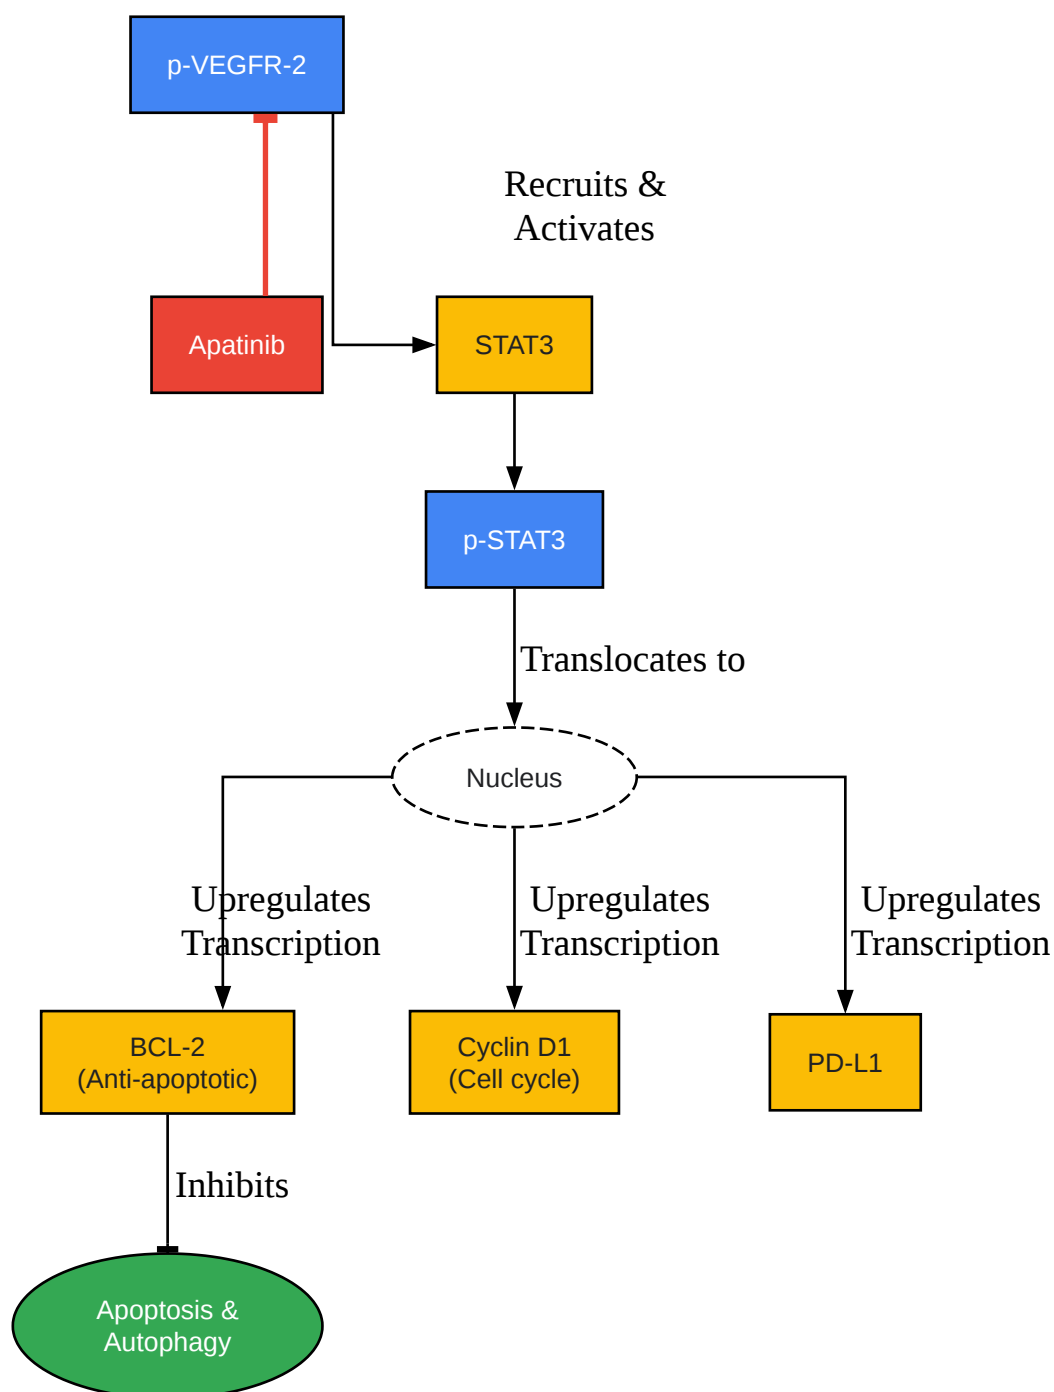 p-VEGFR-2
Recruits &
Activates
Apatinib
STAT3
p-STAT3
Translocates to
Nucleus
Upregulates
Transcription
Upregulates
Transcription
Upregulates
Transcription
BCL-2
(Anti-apoptotic)
Cyclin D1
(Cell cycle)
PD-L1
Inhibits
Apoptosis &
Autophagy